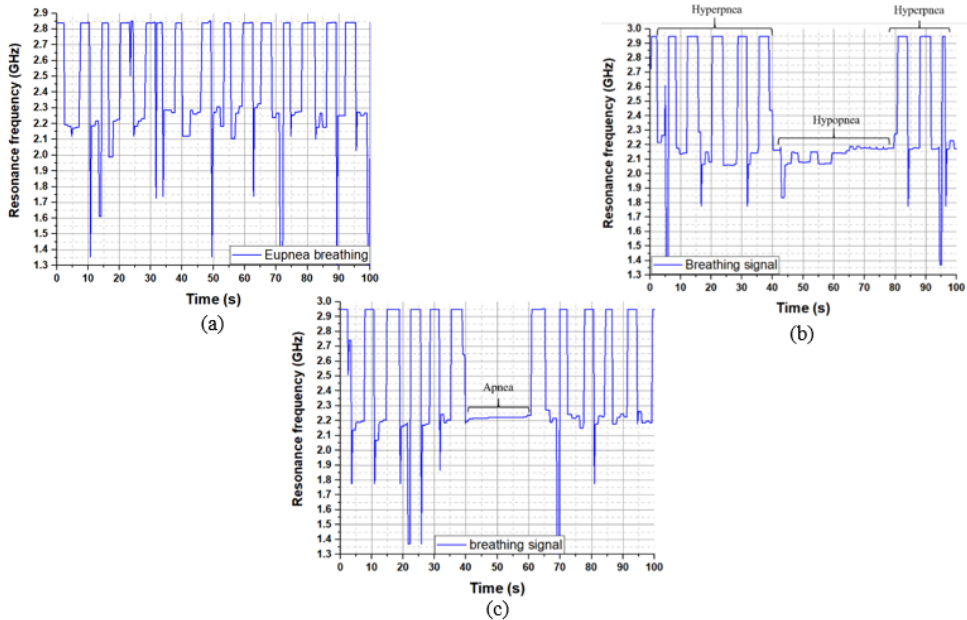 (a)
Resonance frequency (GHz)
2.9
2.8
2.7
2.6
2.5
2.4
2.3
2.2
2.1
2.0
1.9
1.8
1.7
1.6
1.5
1.4
1.3
Eupnea breathing
0 10 20 30 40 50 60 70 80 90 100
Time (s)
(a)
Hyperpnea Hyperpnea
Resonance frequency (GHz)
3.0
2.9
2.8
2.7
2.6
2.5
2.4
2.3
2.2
2.1
2.0
1.9
1.8
1.7
1.6
1.5
1.4
1.3
Hypopnea
Breathing signal
0 10 20 30 40 50 60 70 80 90 100
Time (s)
(b)
Resonance frequency (GHz)
3.0
2.9
2.8
2.7
2.6
2.5
2.4
2.3
2.2
2.1
2.0
1.9
1.8
1.7
1.6
1.5
1.4
1.3
Apnea
breathing signal
0 10 20 30 40 50 60 70 80 90 100
Time (s)
(c)